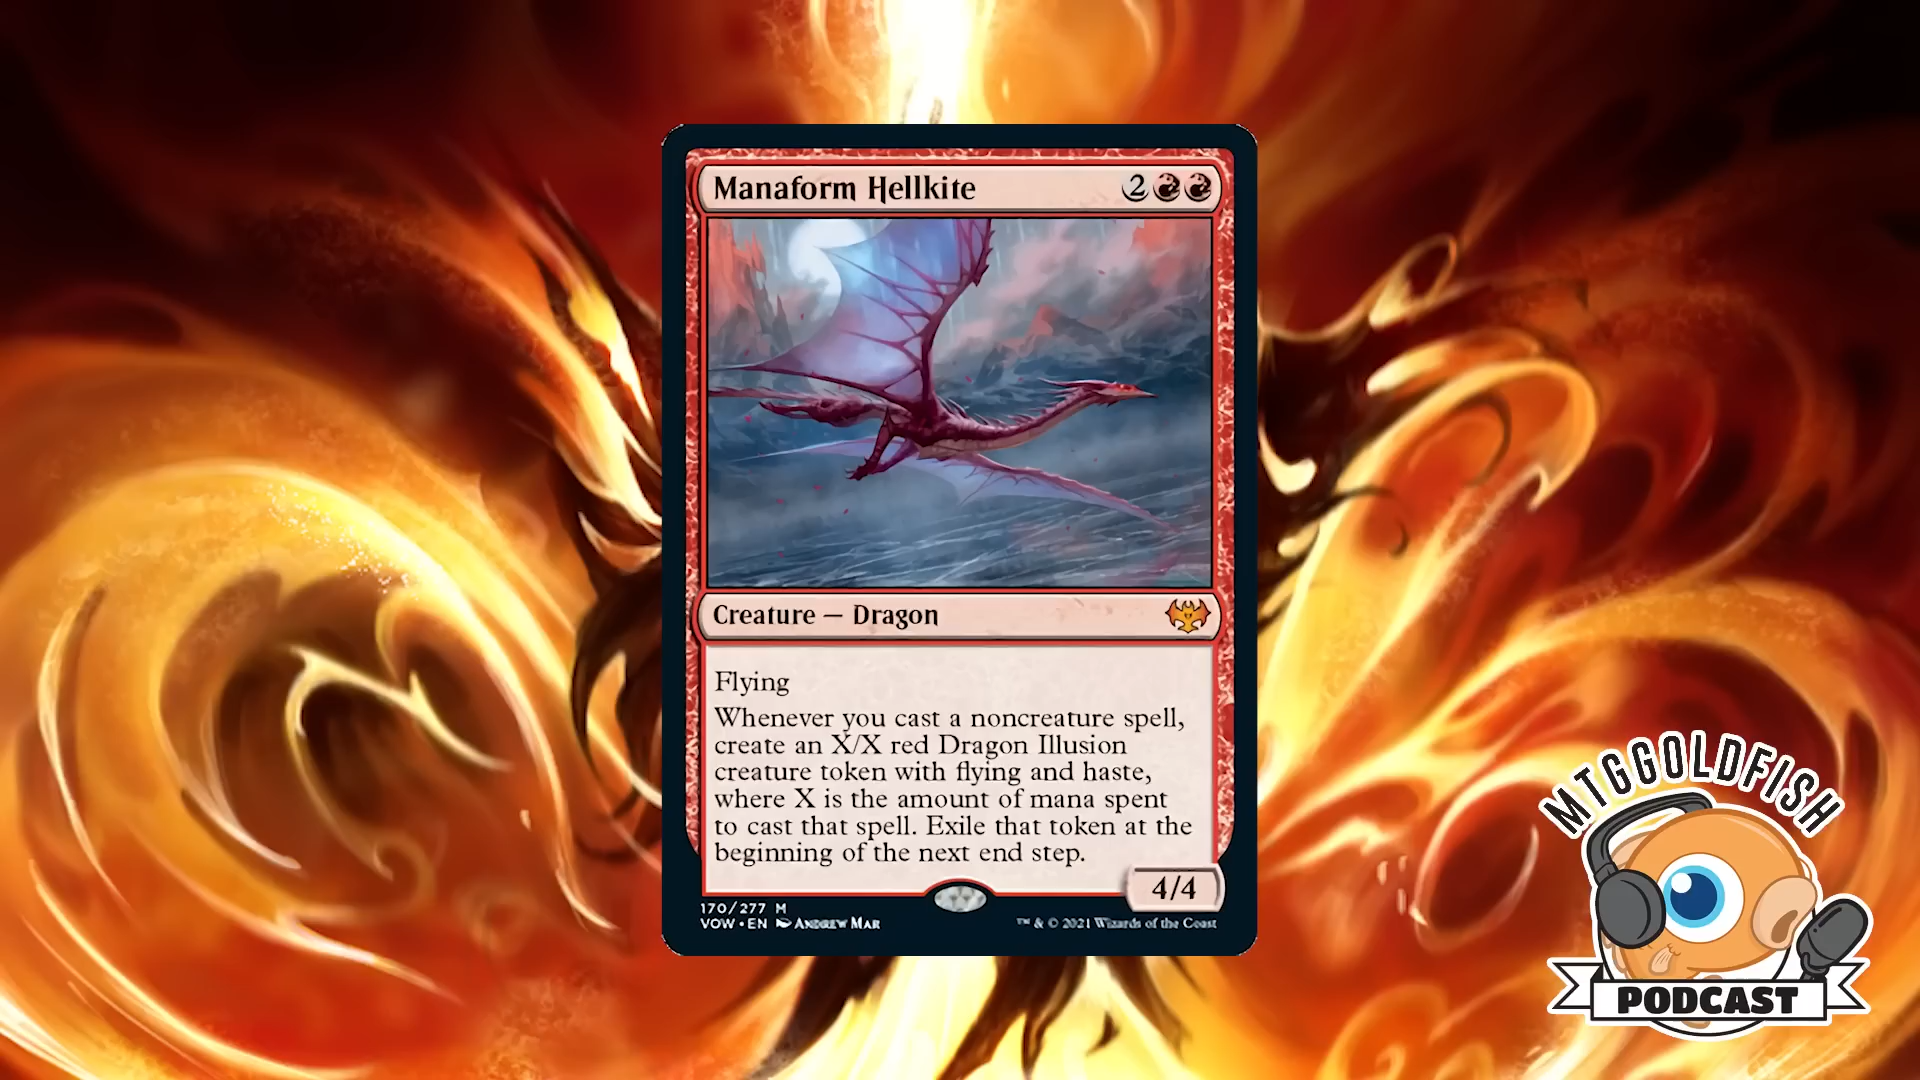 Manaform Hellkite
2
Creature — Dragon
Flying
Whenever you cast a noncreature spell,
create an X/X red Dragon Illusion
creature token with flying and haste,
where X is the amount of mana spent
to cast that spell. Exile that token at the
beginning of the next end step.
4/4
170/277 M
VOW • EN Andrew Mar
™ & © 2021 Wizards of the Coast
MTGGOLDFISH
PODCAST